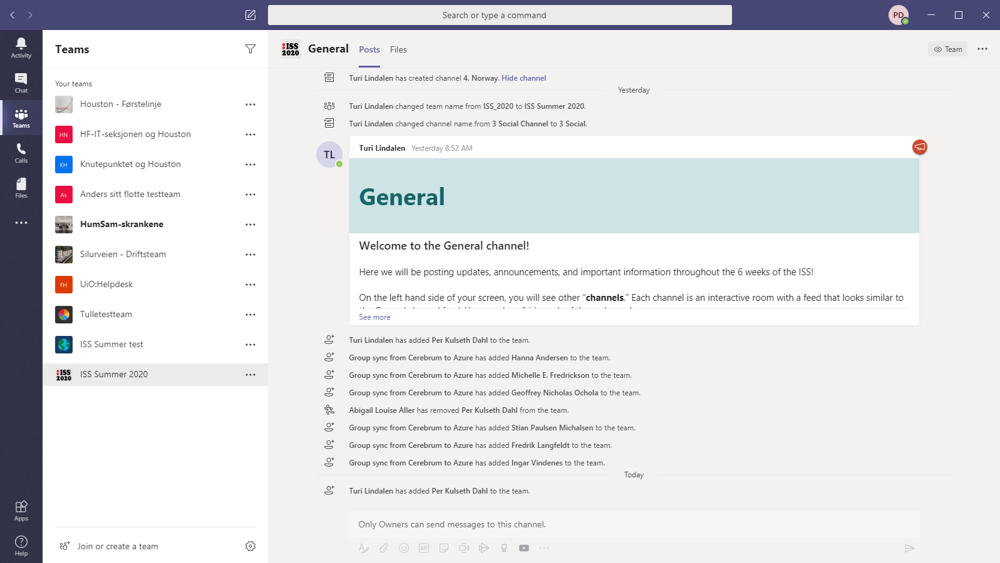 Search or type a command
PD
Activity
Chat
Teams
Calls
Files
Apps
Help
Teams
Your teams
Houston - Førstelinje
HN HF-IT-seksjonen og Houston
KH Knutepunktet og Houston
As Anders sitt flotte testteam
HumSam-skrankene
Silurveien - Driftsteam
FH UiO:Helpdesk
Tulletestteam
ISS Summer test
ISS 2020 ISS Summer 2020
Join or create a team
ISS 2020 General Posts Files
Team
Turi Lindalen has created channel 4. Norway. Hide channel
Yesterday
Turi Lindalen changed team name from ISS_2020 to ISS Summer 2020.
Turi Lindalen changed channel name from 3 Social Channel to 3 Social.
TL
Turi Lindalen Yesterday 8:52 AM
General
Welcome to the General channel!
Here we will be posting updates, announcements, and important information throughout the 6 weeks of the ISS!
On the left hand side of your screen, you will see other “channels.” Each channel is an interactive room with a feed that looks similar to
See more
Turi Lindalen has added Per Kulseth Dahl to the team.
Group sync from Cerebrum to Azure has added Hanna Andersen to the team.
Group sync from Cerebrum to Azure has added Michelle E. Fredrickson to the team.
Group sync from Cerebrum to Azure has added Geoffrey Nicholas Ochola to the team.
Abigail Louise Aller has removed Per Kulseth Dahl from the team.
Group sync from Cerebrum to Azure has added Stian Paulsen Michalsen to the team.
Group sync from Cerebrum to Azure has added Fredrik Langfeldt to the team.
Group sync from Cerebrum to Azure has added Ingar Vindenes to the team.
Today
Turi Lindalen has added Per Kulseth Dahl to the team.
Only Owners can send messages to this channel.
GIF